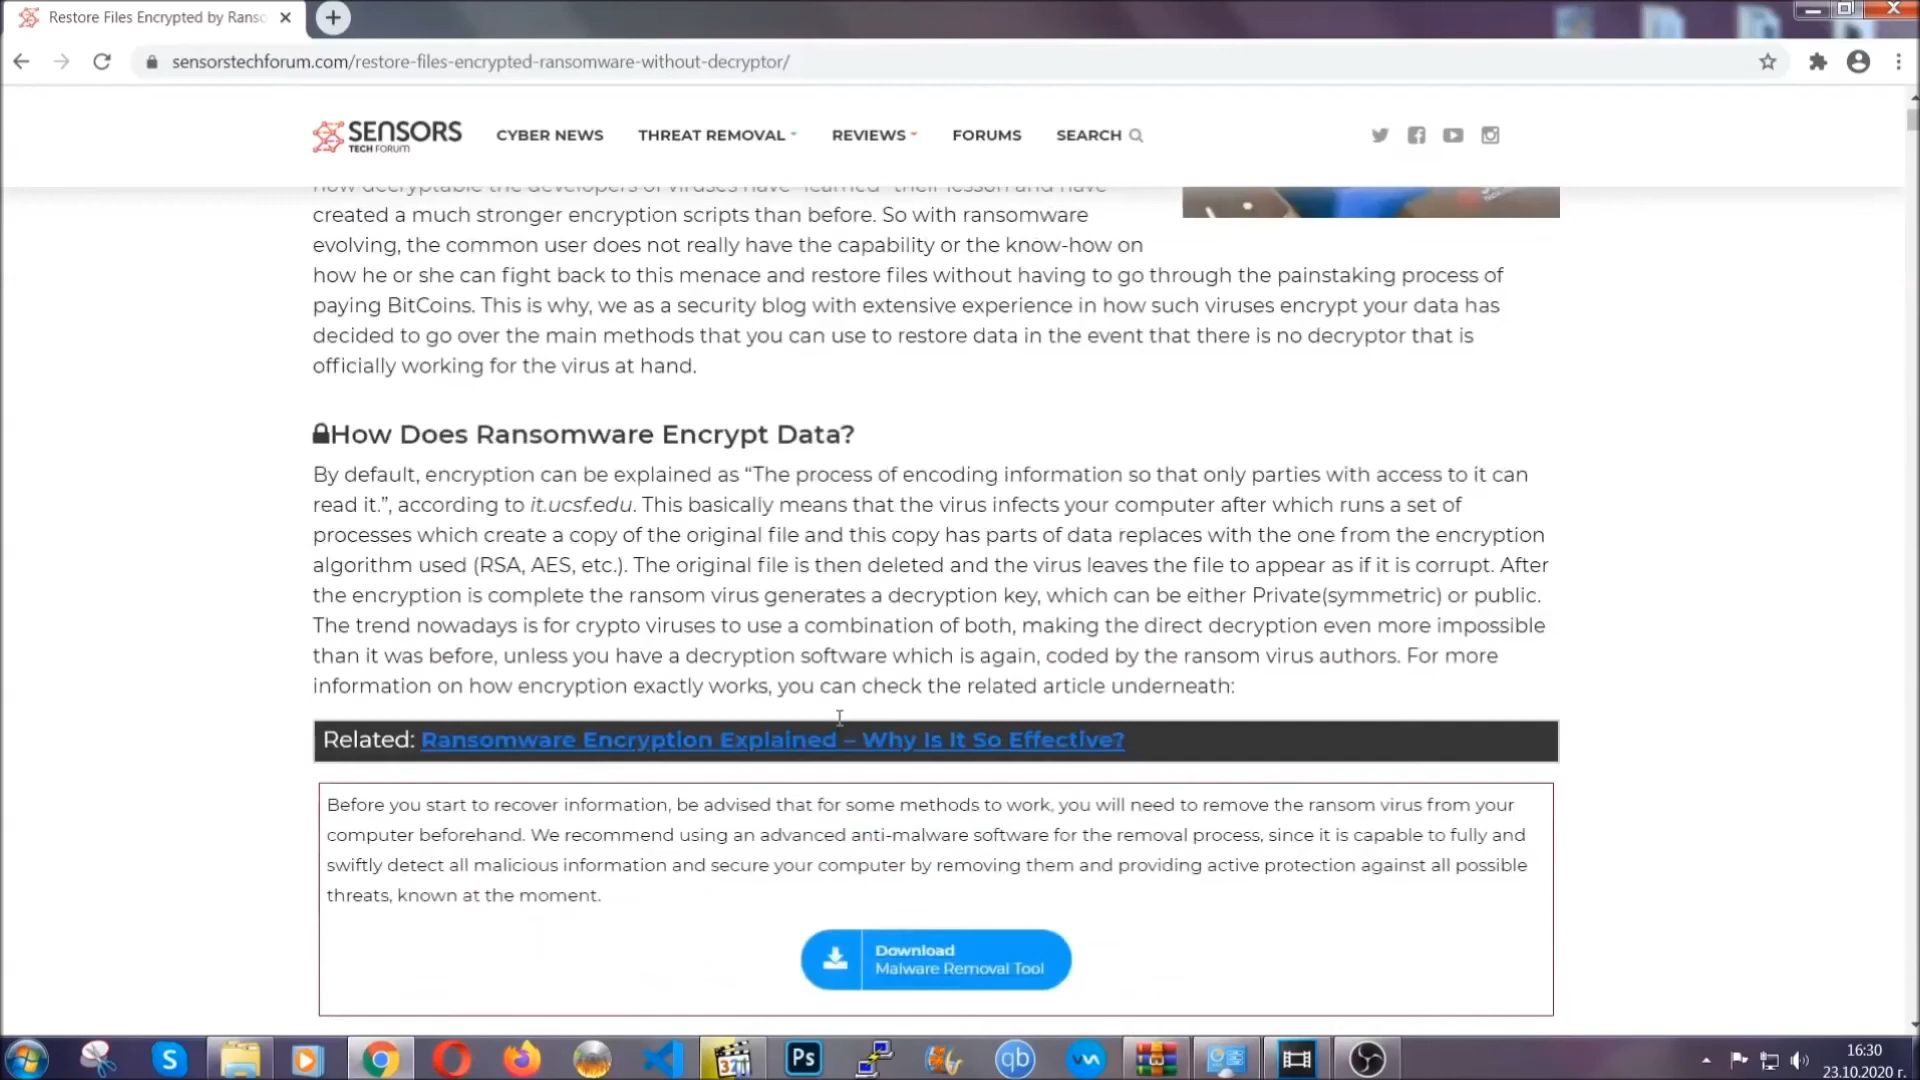 Restore Files Encrypted by Ranso
sensorstechforum.com/restore-files-encrypted-ransomware-without-decryptor/
SENSORS
TECH FORUM
CYBER NEWS
THREAT REMOVAL
REVIEWS
FORUMS
SEARCH
how decryptable the developers of viruses have "learned" their lesson and have
created a much stronger encryption scripts than before. So with ransomware
evolving, the common user does not really have the capability or the know-how on
how he or she can fight back to this menace and restore files without having to go through the painstaking process of
paying BitCoins. This is why, we as a security blog with extensive experience in how such viruses encrypt your data has
decided to go over the main methods that you can use to restore data in the event that there is no decryptor that is
officially working for the virus at hand.
How Does Ransomware Encrypt Data?
By default, encryption can be explained as “The process of encoding information so that only parties with access to it can
read it.”, according to it.ucsf.edu. This basically means that the virus infects your computer after which runs a set of
processes which create a copy of the original file and this copy has parts of data replaces with the one from the encryption
algorithm used (RSA, AES, etc.). The original file is then deleted and the virus leaves the file to appear as if it is corrupt. After
the encryption is complete the ransom virus generates a decryption key, which can be either Private(symmetric) or public.
The trend nowadays is for crypto viruses to use a combination of both, making the direct decryption even more impossible
than it was before, unless you have a decryption software which is again, coded by the ransom virus authors. For more
information on how encryption exactly works, you can check the related article underneath:
Related: Ransomware Encryption Explained – Why Is It So Effective?
Before you start to recover information, be advised that for some methods to work, you will need to remove the ransom virus from your
computer beforehand. We recommend using an advanced anti-malware software for the removal process, since it is capable to fully and
swiftly detect all malicious information and secure your computer by removing them and providing active protection against all possible
threats, known at the moment.
Download
Malware Removal Tool
S
321
Ps
qb
16:30
23.10.2020 г.